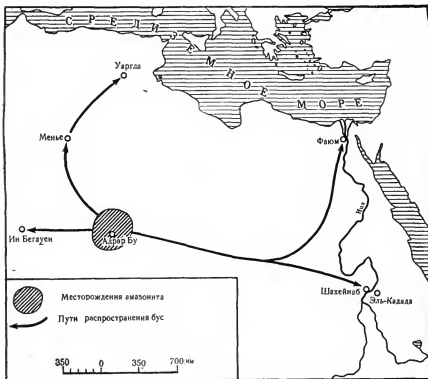 СРЕДИЗЕМНОЕ МОРЕ
Уаргла
Менье
Фаюм
Нил
Ин Бегауен
Адрар Бу
Шахейнаб
Эль-Кадада
Месторождения амазонита
Пути распространения бус
350 0 350 700 км